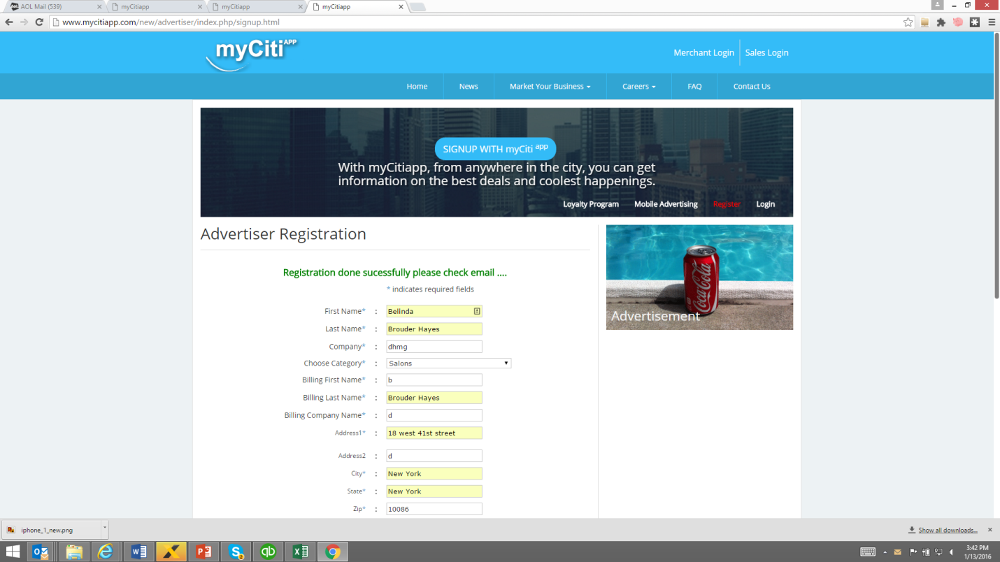 AOL Mail (539)
myCitiapp
myCitiapp
myCitiapp
www.mycitiapp.com/new/advertiser/index.php/signup.html
myCiti APP
Merchant Login
Sales Login
Home
News
Market Your Business
Careers
FAQ
Contact Us
SIGNUP WITH myCiti app
With myCitiapp, from anywhere in the city, you can get
information on the best deals and coolest happenings.
Loyalty Program
Mobile Advertising
Register
Login
Advertiser Registration
Registration done sucessfully please check email ....
* indicates required fields
First Name* : Belinda
Last Name* : Brouder Hayes
Company* : dhmg
Choose Category* : Salons
Billing First Name* : b
Billing Last Name* : Brouder Hayes
Billing Company Name* : d
Address1* : 18 west 41st street
Address2 : d
City* : New York
State* : New York
Zip* : 10086
Coca-Cola
Advertisement
iphone_1_new.png
Show all downloads...
3:42 PM
1/13/2016